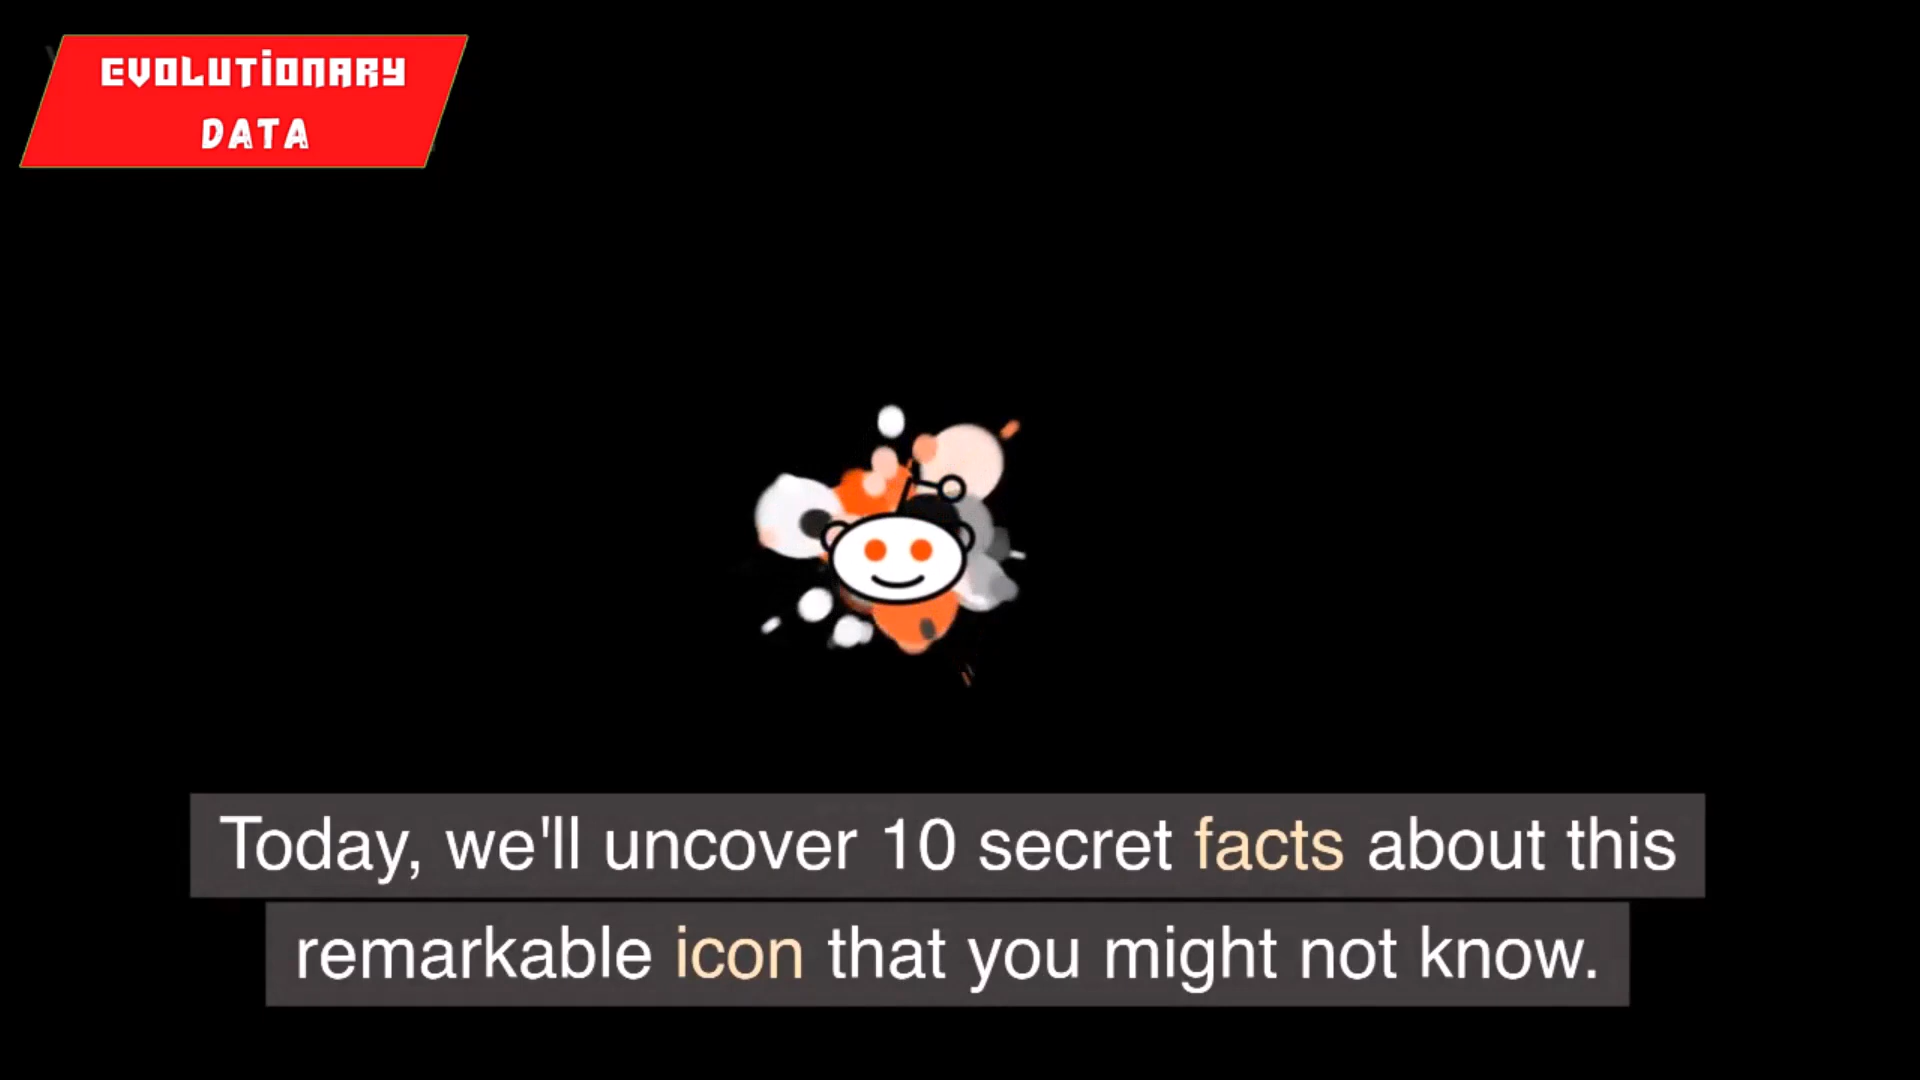 EVOLUTIONARY
DATA
Today, we'll uncover 10 secret facts about this
remarkable icon that you might not know.